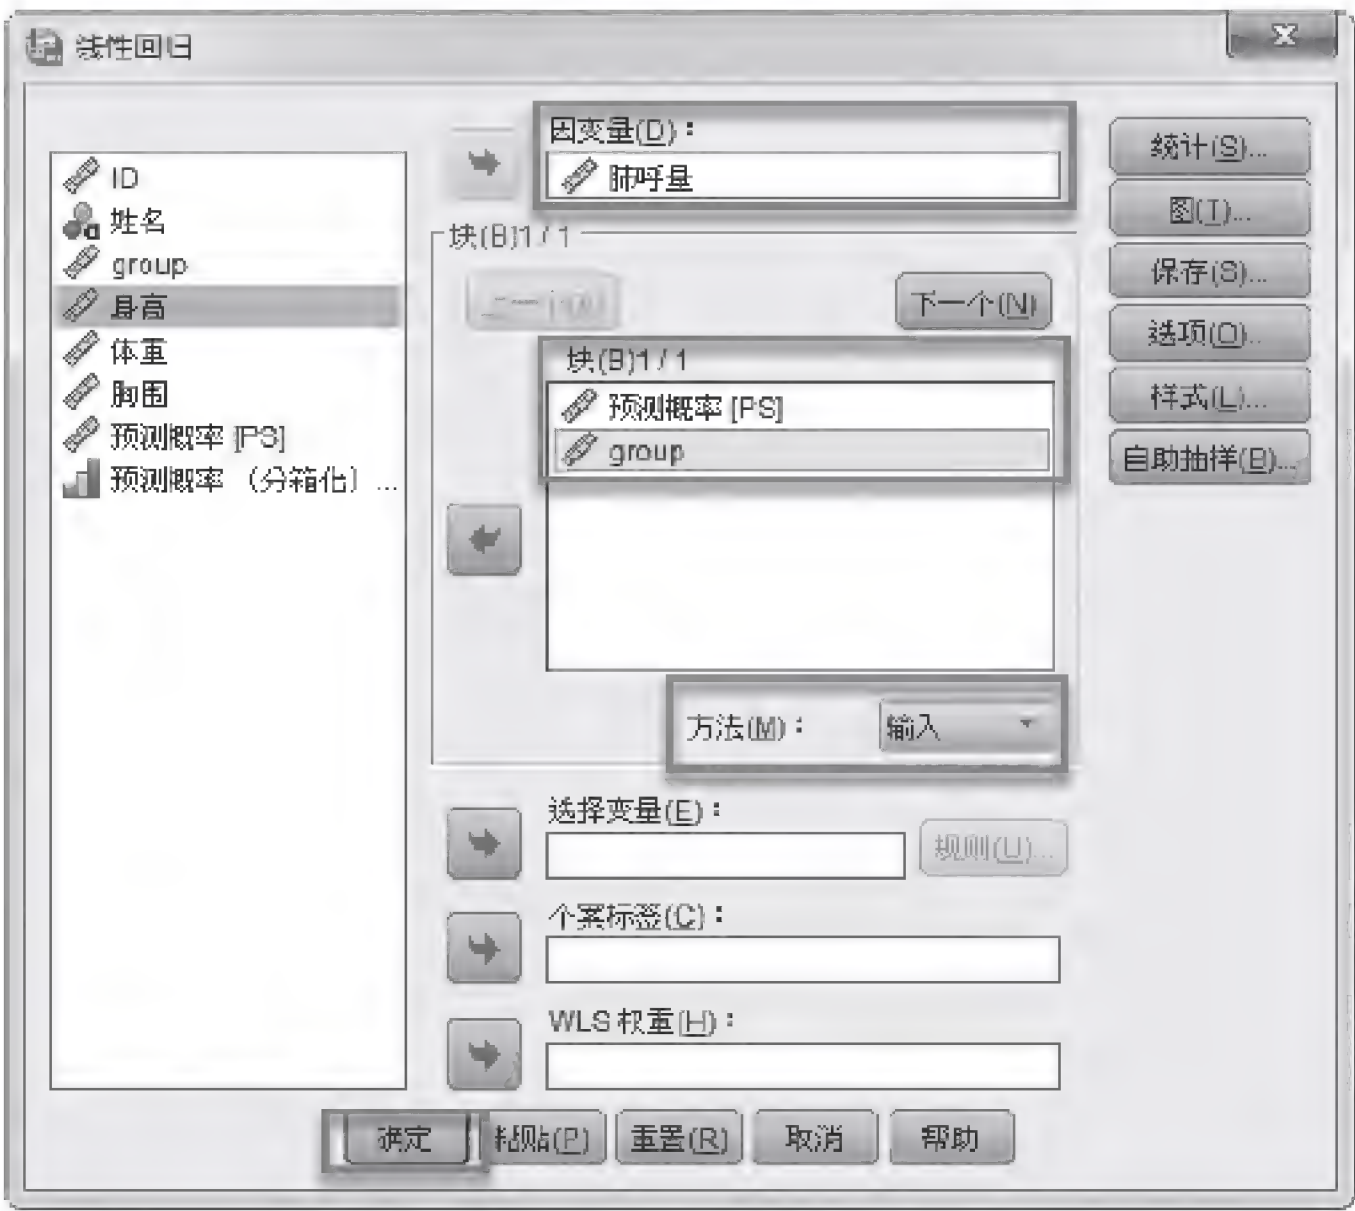 线性回归
ID
姓名
group
身高
体重
胸围
预测概率 [PS]
预测概率 （分箱化） ...
因变量(D)：
肺呼量
块(B)1 / 1
下一个(N)
块(B)1 / 1
预测概率 [PS]
group
方法(M)： 输入
选择变量(E)：
规则(U)...
个案标签(C)：
WLS 权重(H)：
统计(S)...
图(T)...
保存(S)...
选项(O)...
样式(L)...
自助抽样(B)...
确定
粘贴(P)
重置(R)
取消
帮助